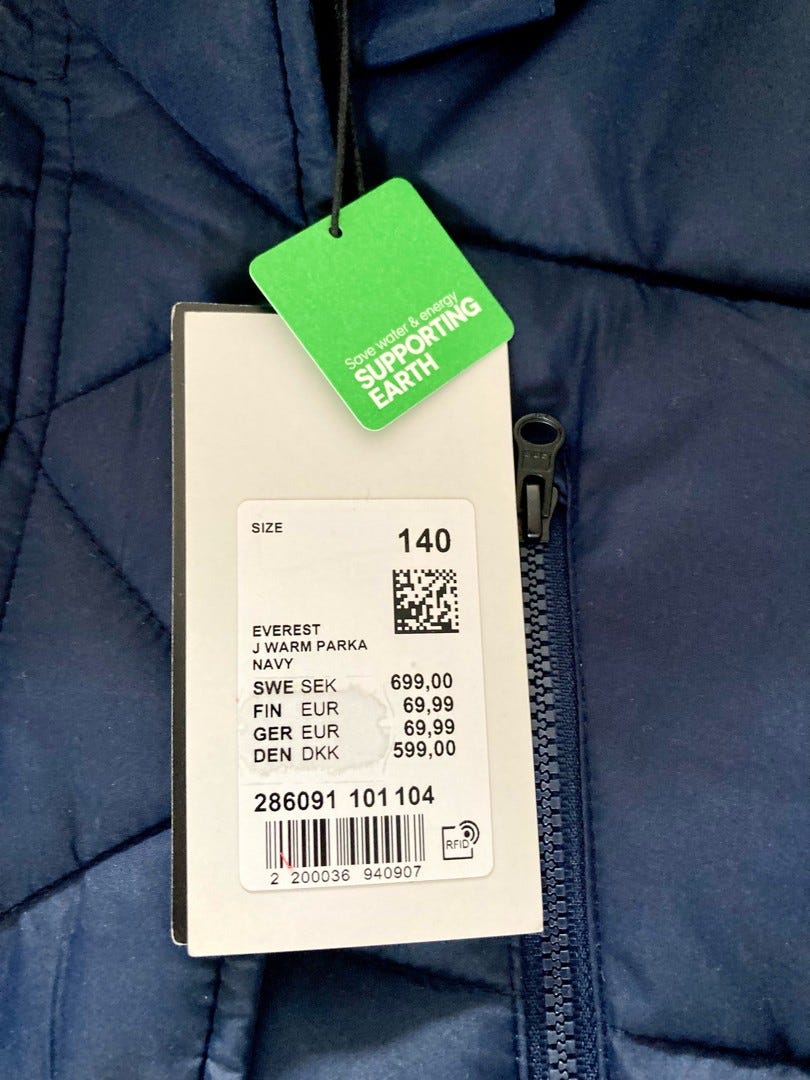 Save water & energy
SUPPORTING
EARTH
SIZE
140
EVEREST
J WARM PARKA
NAVY
SWE SEK 699,00
FIN EUR 69,99
GER EUR 69,99
DEN DKK 599,00
286091 101104
RFID
2 200036 940907